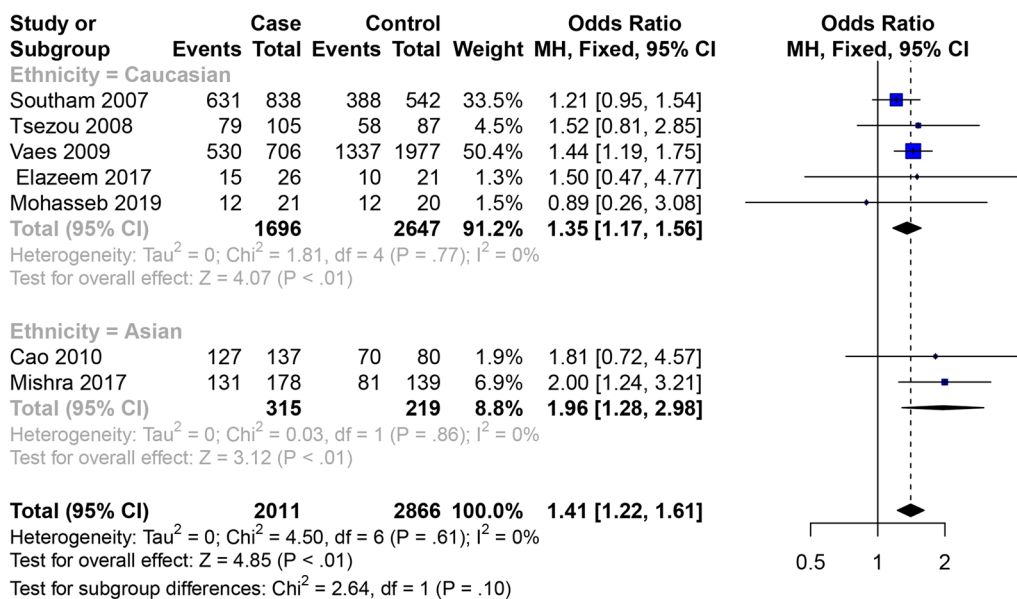 Study or Case Control Odds Ratio Odds Ratio
Subgroup Events Total Events Total Weight MH, Fixed, 95% CI MH, Fixed, 95% CI
Ethnicity = Caucasian
Southam 2007 631 838 388 542 33.5% 1.21 [0.95, 1.54]
Tsezou 2008 79 105 58 87 4.5% 1.52 [0.81, 2.85]
Vaes 2009 530 706 1337 1977 50.4% 1.44 [1.19, 1.75]
Elazeem 2017 15 26 10 21 1.3% 1.50 [0.47, 4.77]
Mohasseb 2019 12 21 12 20 1.5% 0.89 [0.26, 3.08]
Total (95% CI) 1696 2647 91.2% 1.35 [1.17, 1.56]
Heterogeneity: Tau² = 0; Chi² = 1.81, df = 4 (P = .77); I² = 0%
Test for overall effect: Z = 4.07 (P < .01)
Ethnicity = Asian
Cao 2010 127 137 70 80 1.9% 1.81 [0.72, 4.57]
Mishra 2017 131 178 81 139 6.9% 2.00 [1.24, 3.21]
Total (95% CI) 315 219 8.8% 1.96 [1.28, 2.98]
Heterogeneity: Tau² = 0; Chi² = 0.03, df = 1 (P = .86); I² = 0%
Test for overall effect: Z = 3.12 (P < .01)
Total (95% CI) 2011 2866 100.0% 1.41 [1.22, 1.61]
Heterogeneity: Tau² = 0; Chi² = 4.50, df = 6 (P = .61); I² = 0%
Test for overall effect: Z = 4.85 (P < .01) 0.5 1 2
Test for subgroup differences: Chi² = 2.64, df = 1 (P = .10)